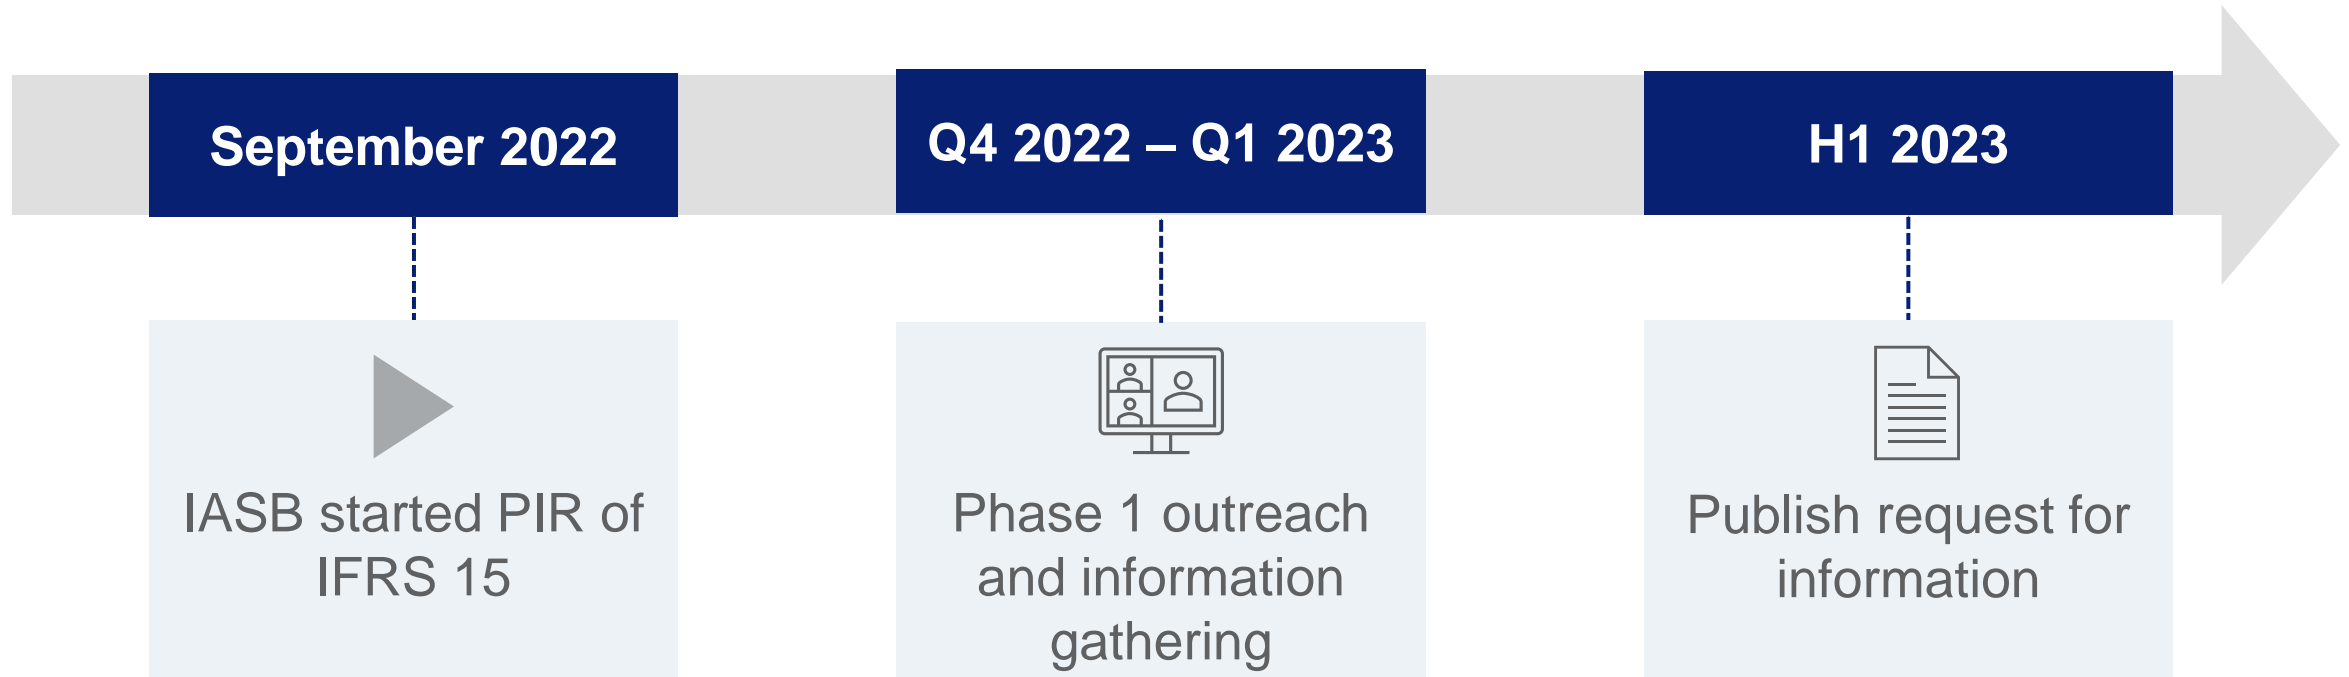 September 2022
Q4 2022 – Q1 2023
H1 2023
IASB started PIR of
IFRS 15
Phase 1 outreach
and information
gathering
Publish request for
information